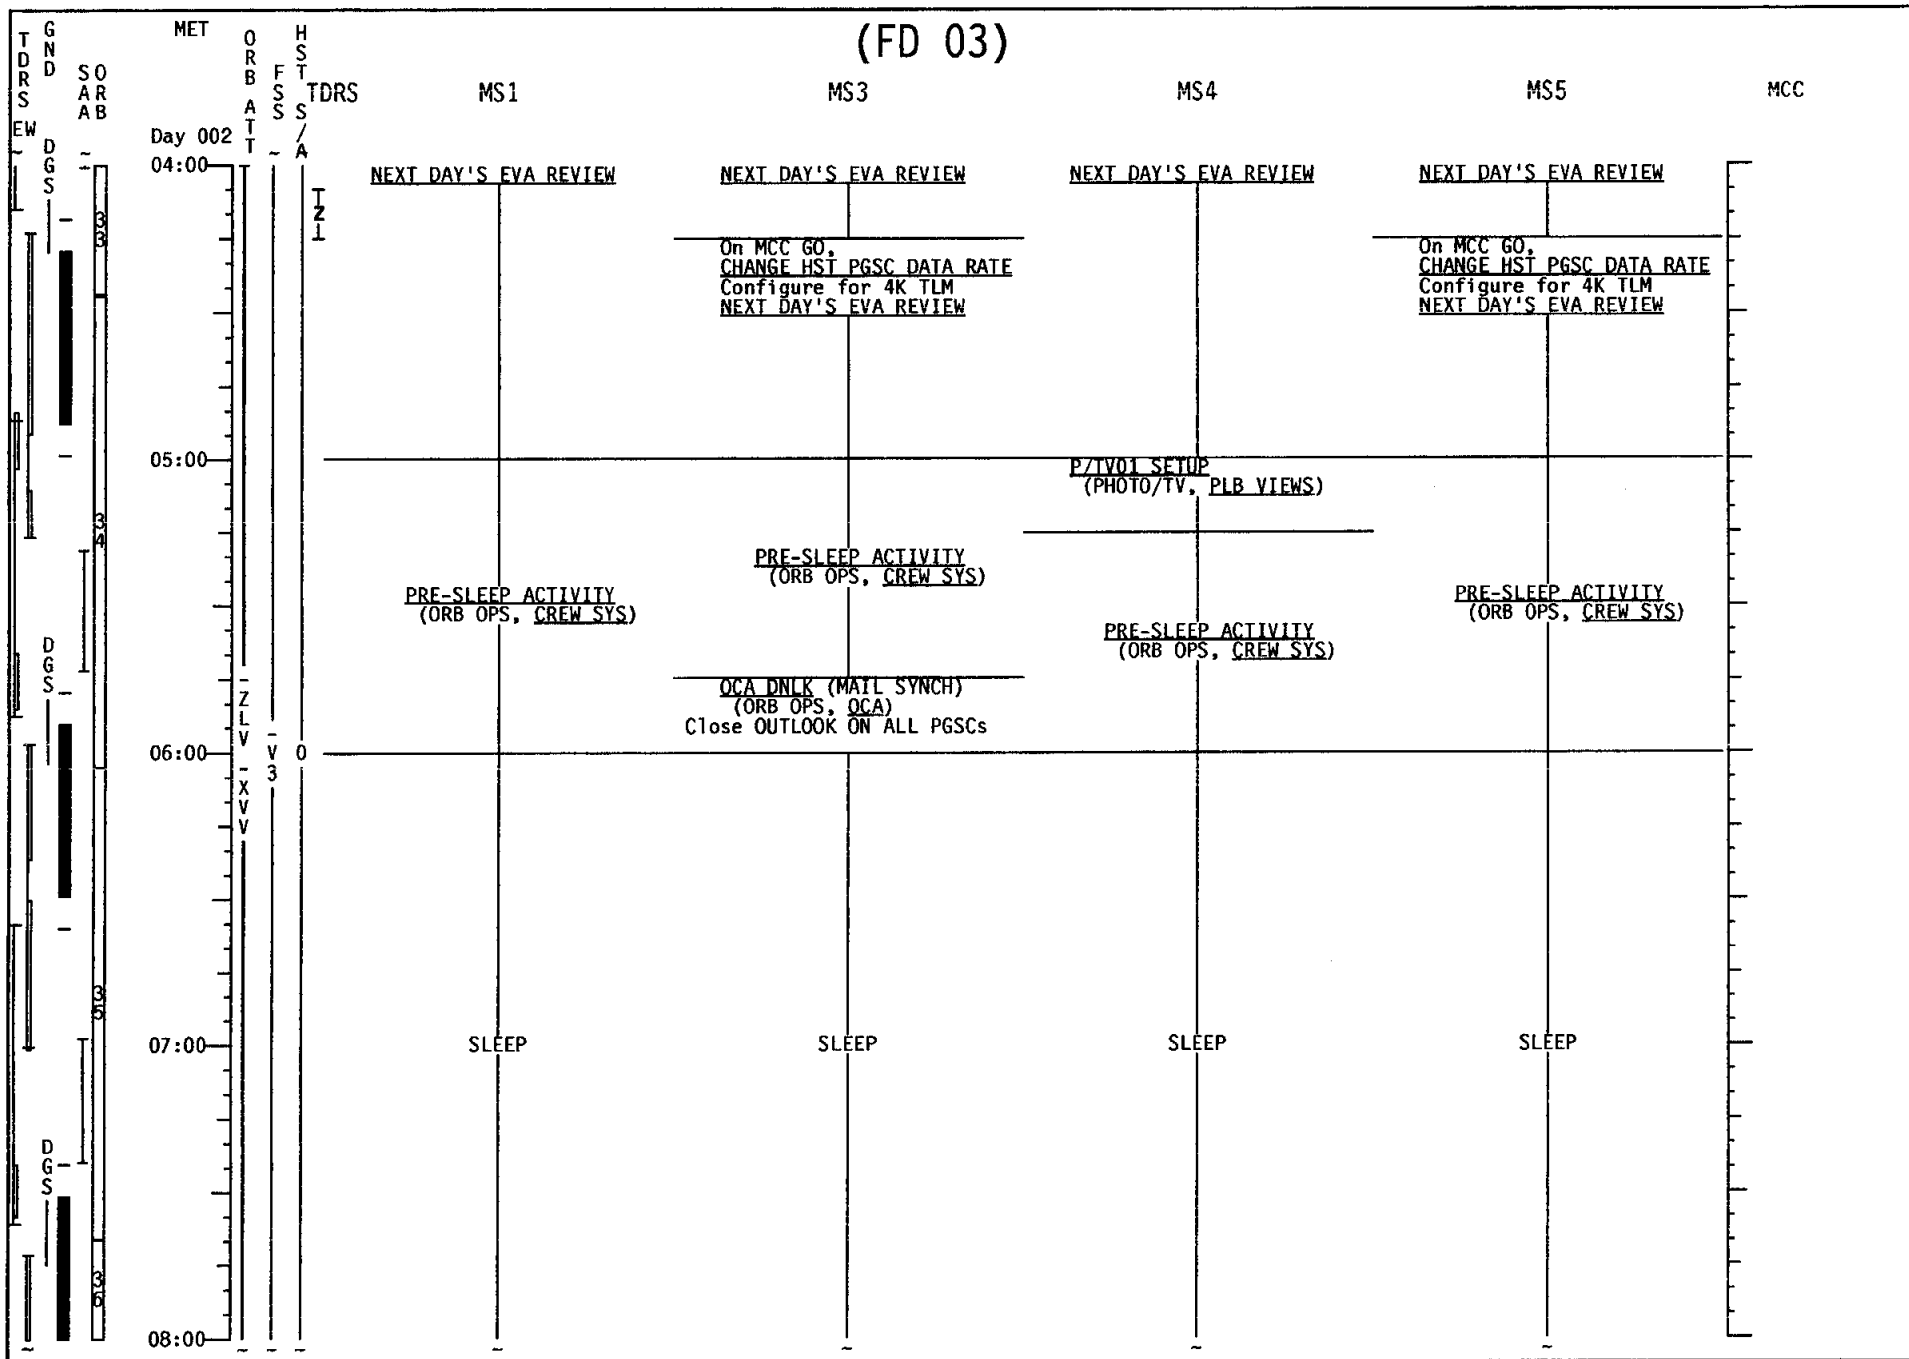 (FD 03)
TDRS EW
GND
DGS
SAA
ORB
MET
ORB ATT
FSS
HST S/A
TDRS
MS1
MS3
MS4
MS5
MCC
Day 002
04:00
NEXT DAY'S EVA REVIEW
NEXT DAY'S EVA REVIEW
NEXT DAY'S EVA REVIEW
NEXT DAY'S EVA REVIEW
TZ⊥
33
On MCC GO,
CHANGE HST PGSC DATA RATE
Configure for 4K TLM
NEXT DAY'S EVA REVIEW
On MCC GO,
CHANGE HST PGSC DATA RATE
Configure for 4K TLM
NEXT DAY'S EVA REVIEW
05:00
P/TV01 SETUP
(PHOTO/TV, PLB VIEWS)
34
PRE-SLEEP ACTIVITY
(ORB OPS, CREW SYS)
PRE-SLEEP ACTIVITY
(ORB OPS, CREW SYS)
PRE-SLEEP ACTIVITY
(ORB OPS, CREW SYS)
PRE-SLEEP ACTIVITY
(ORB OPS, CREW SYS)
DGS
-ZLV
-XVV
-V3
0
OCA DNLK (MAIL SYNCH)
(ORB OPS, OCA)
Close OUTLOOK ON ALL PGSCs
06:00
35
07:00
SLEEP
SLEEP
SLEEP
SLEEP
DGS
36
08:00